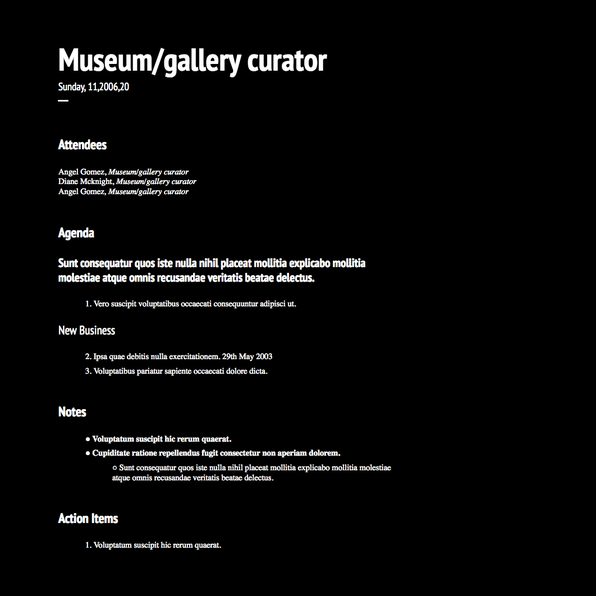 Museum/gallery curator
Sunday, 11,2006,20
Attendees
Angel Gomez, Museum/gallery curator
Diane Mcknight, Museum/gallery curator
Angel Gomez, Museum/gallery curator
Agenda
Sunt consequatur quos iste nulla nihil placeat mollitia explicabo mollitia
molestiae atque omnis recusandae veritatis beatae delectus.
1. Vero suscipit voluptatibus occaecati consequuntur adipisci ut.
New Business
2. Ipsa quae debitis nulla exercitationem. 29th May 2003
3. Voluptatibus pariatur sapiente occaecati dolore dicta.
Notes
● Voluptatum suscipit hic rerum quaerat.
● Cupiditate ratione repellendus fugit consectetur non aperiam dolorem.
○ Sunt consequatur quos iste nulla nihil placeat mollitia explicabo mollitia molestiae
atque omnis recusandae veritatis beatae delectus.
Action Items
1. Voluptatum suscipit hic rerum quaerat.